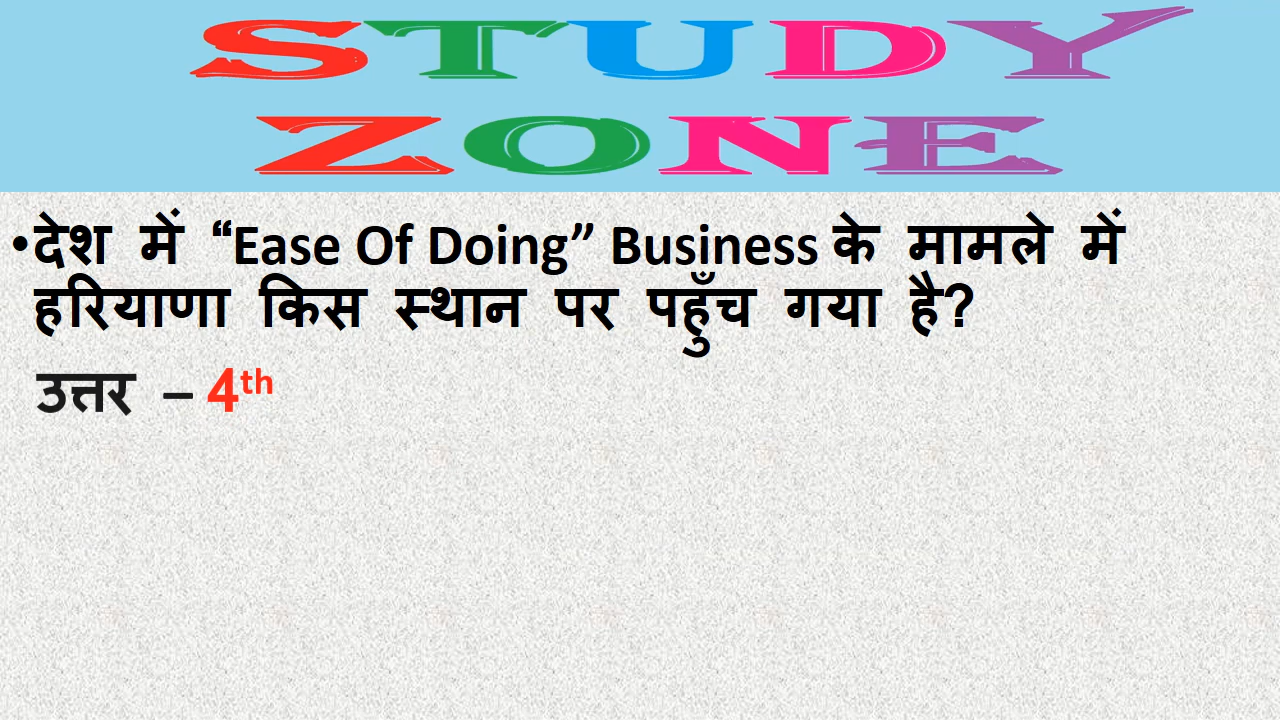 STUDY
ZONE
•देश में “Ease Of Doing” Business के मामले में
हरियाणा किस स्थान पर पहुँच गया है?
उत्तर – 4th